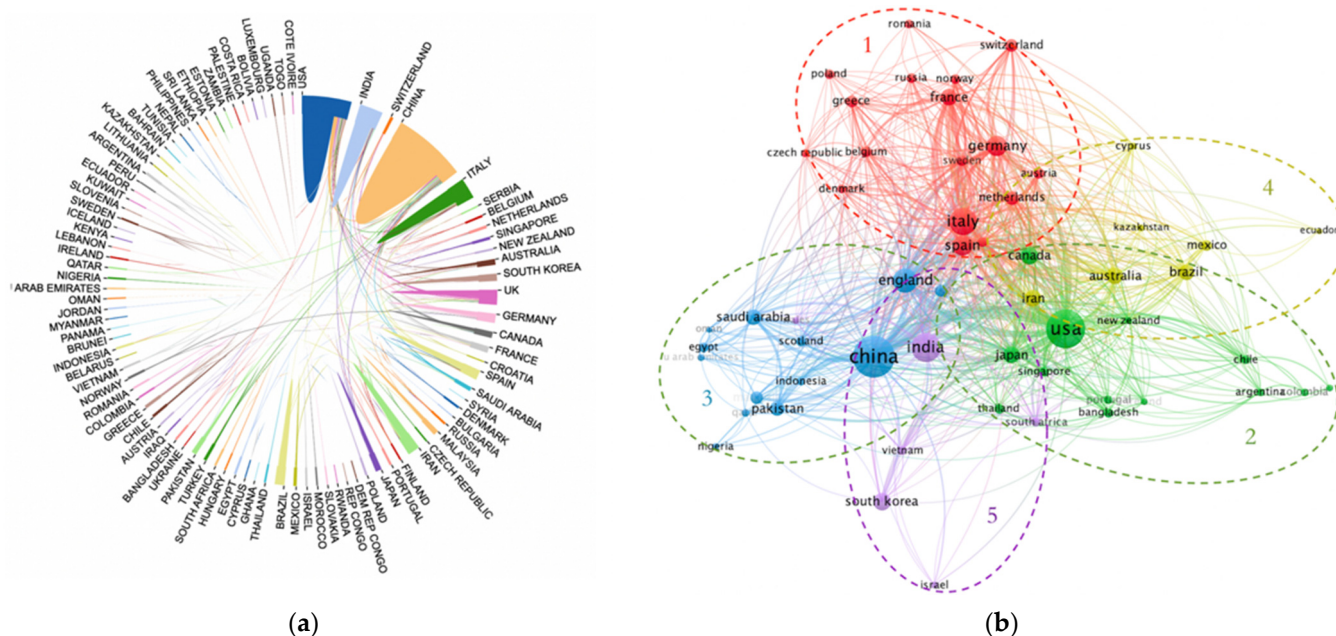 USA
INDIA
SWITZERLAND
CHINA
ITALY
SERBIA
BELGIUM
NETHERLANDS
SINGAPORE
NEW ZEALAND
AUSTRALIA
SOUTH KOREA
UK
GERMANY
CANADA
FRANCE
CROATIA
SPAIN
SAUDI ARABIA
SYRIA
DENMARK
BULGARIA
RUSSIA
MALAYSIA
CZECH REPUBLIC
IRAN
FINLAND
PORTUGAL
JAPAN
POLAND
DEM REP CONGO
REP CONGO
RWANDA
SLOVAKIA
MOROCCO
ISRAEL
MEXICO
BRAZIL
THAILAND
GHANA
CYPRUS
EGYPT
HUNGARY
SOUTH AFRICA
TURKEY
PAKISTAN
UKRAINE
BANGLADESH
IRAQ
AUSTRIA
CHILE
GREECE
COLOMBIA
ROMANIA
NORWAY
VIETNAM
BELARUS
INDONESIA
BRUNEI
PANAMA
MYANMAR
JORDAN
OMAN
ARAB EMIRATES
NIGERIA
QATAR
IRELAND
LEBANON
KENYA
ICELAND
SWEDEN
SLOVENIA
KUWAIT
ECUADOR
PERU
ARGENTINA
LITHUANIA
KAZAKHSTAN
BAHRAIN
TUNISIA
NEPAL
PHILIPPINES
SRI LANKA
ETHIOPIA
ESTONIA
ZAMBIA
PALESTINE
COSTA RICA
LUXEMBOURG
BOLIVIA
UGANDA
TOGO
COTE IVOIRE
(a)
romania
1
switzerland
poland
russia
norway
greece
france
czech republic
belgium
sweden
germany
denmark
austria
netherlands
italy
spain
cyprus
4
kazakhstan
ecuador
mexico
canada
australia
brazil
iran
england
saudi arabia
oman
egypt
scotland
u arab emirates
china
india
indonesia
3
pakistan
nigeria
usa
new zealand
japan
singapore
chile
argentina
colombia
portugal
thailand
bangladesh
south africa
2
vietnam
south korea
5
israel
(b)